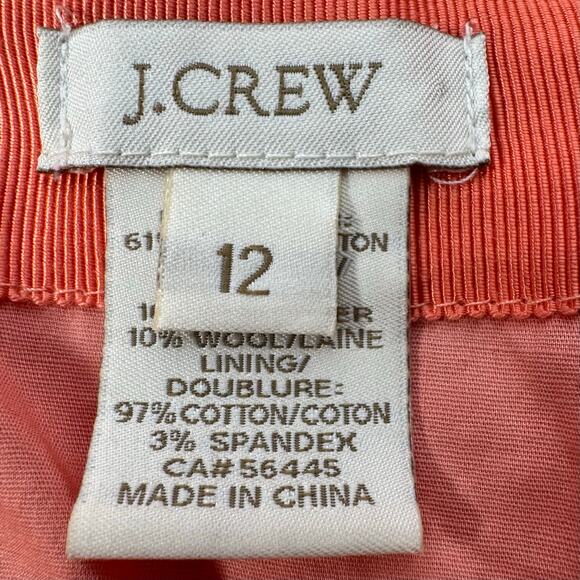 J.CREW
12
10% WOOL/LAINE
LINING/
DOUBLURE:
97% COTTON/COTON
3% SPANDEX
CA# 56445
MADE IN CHINA